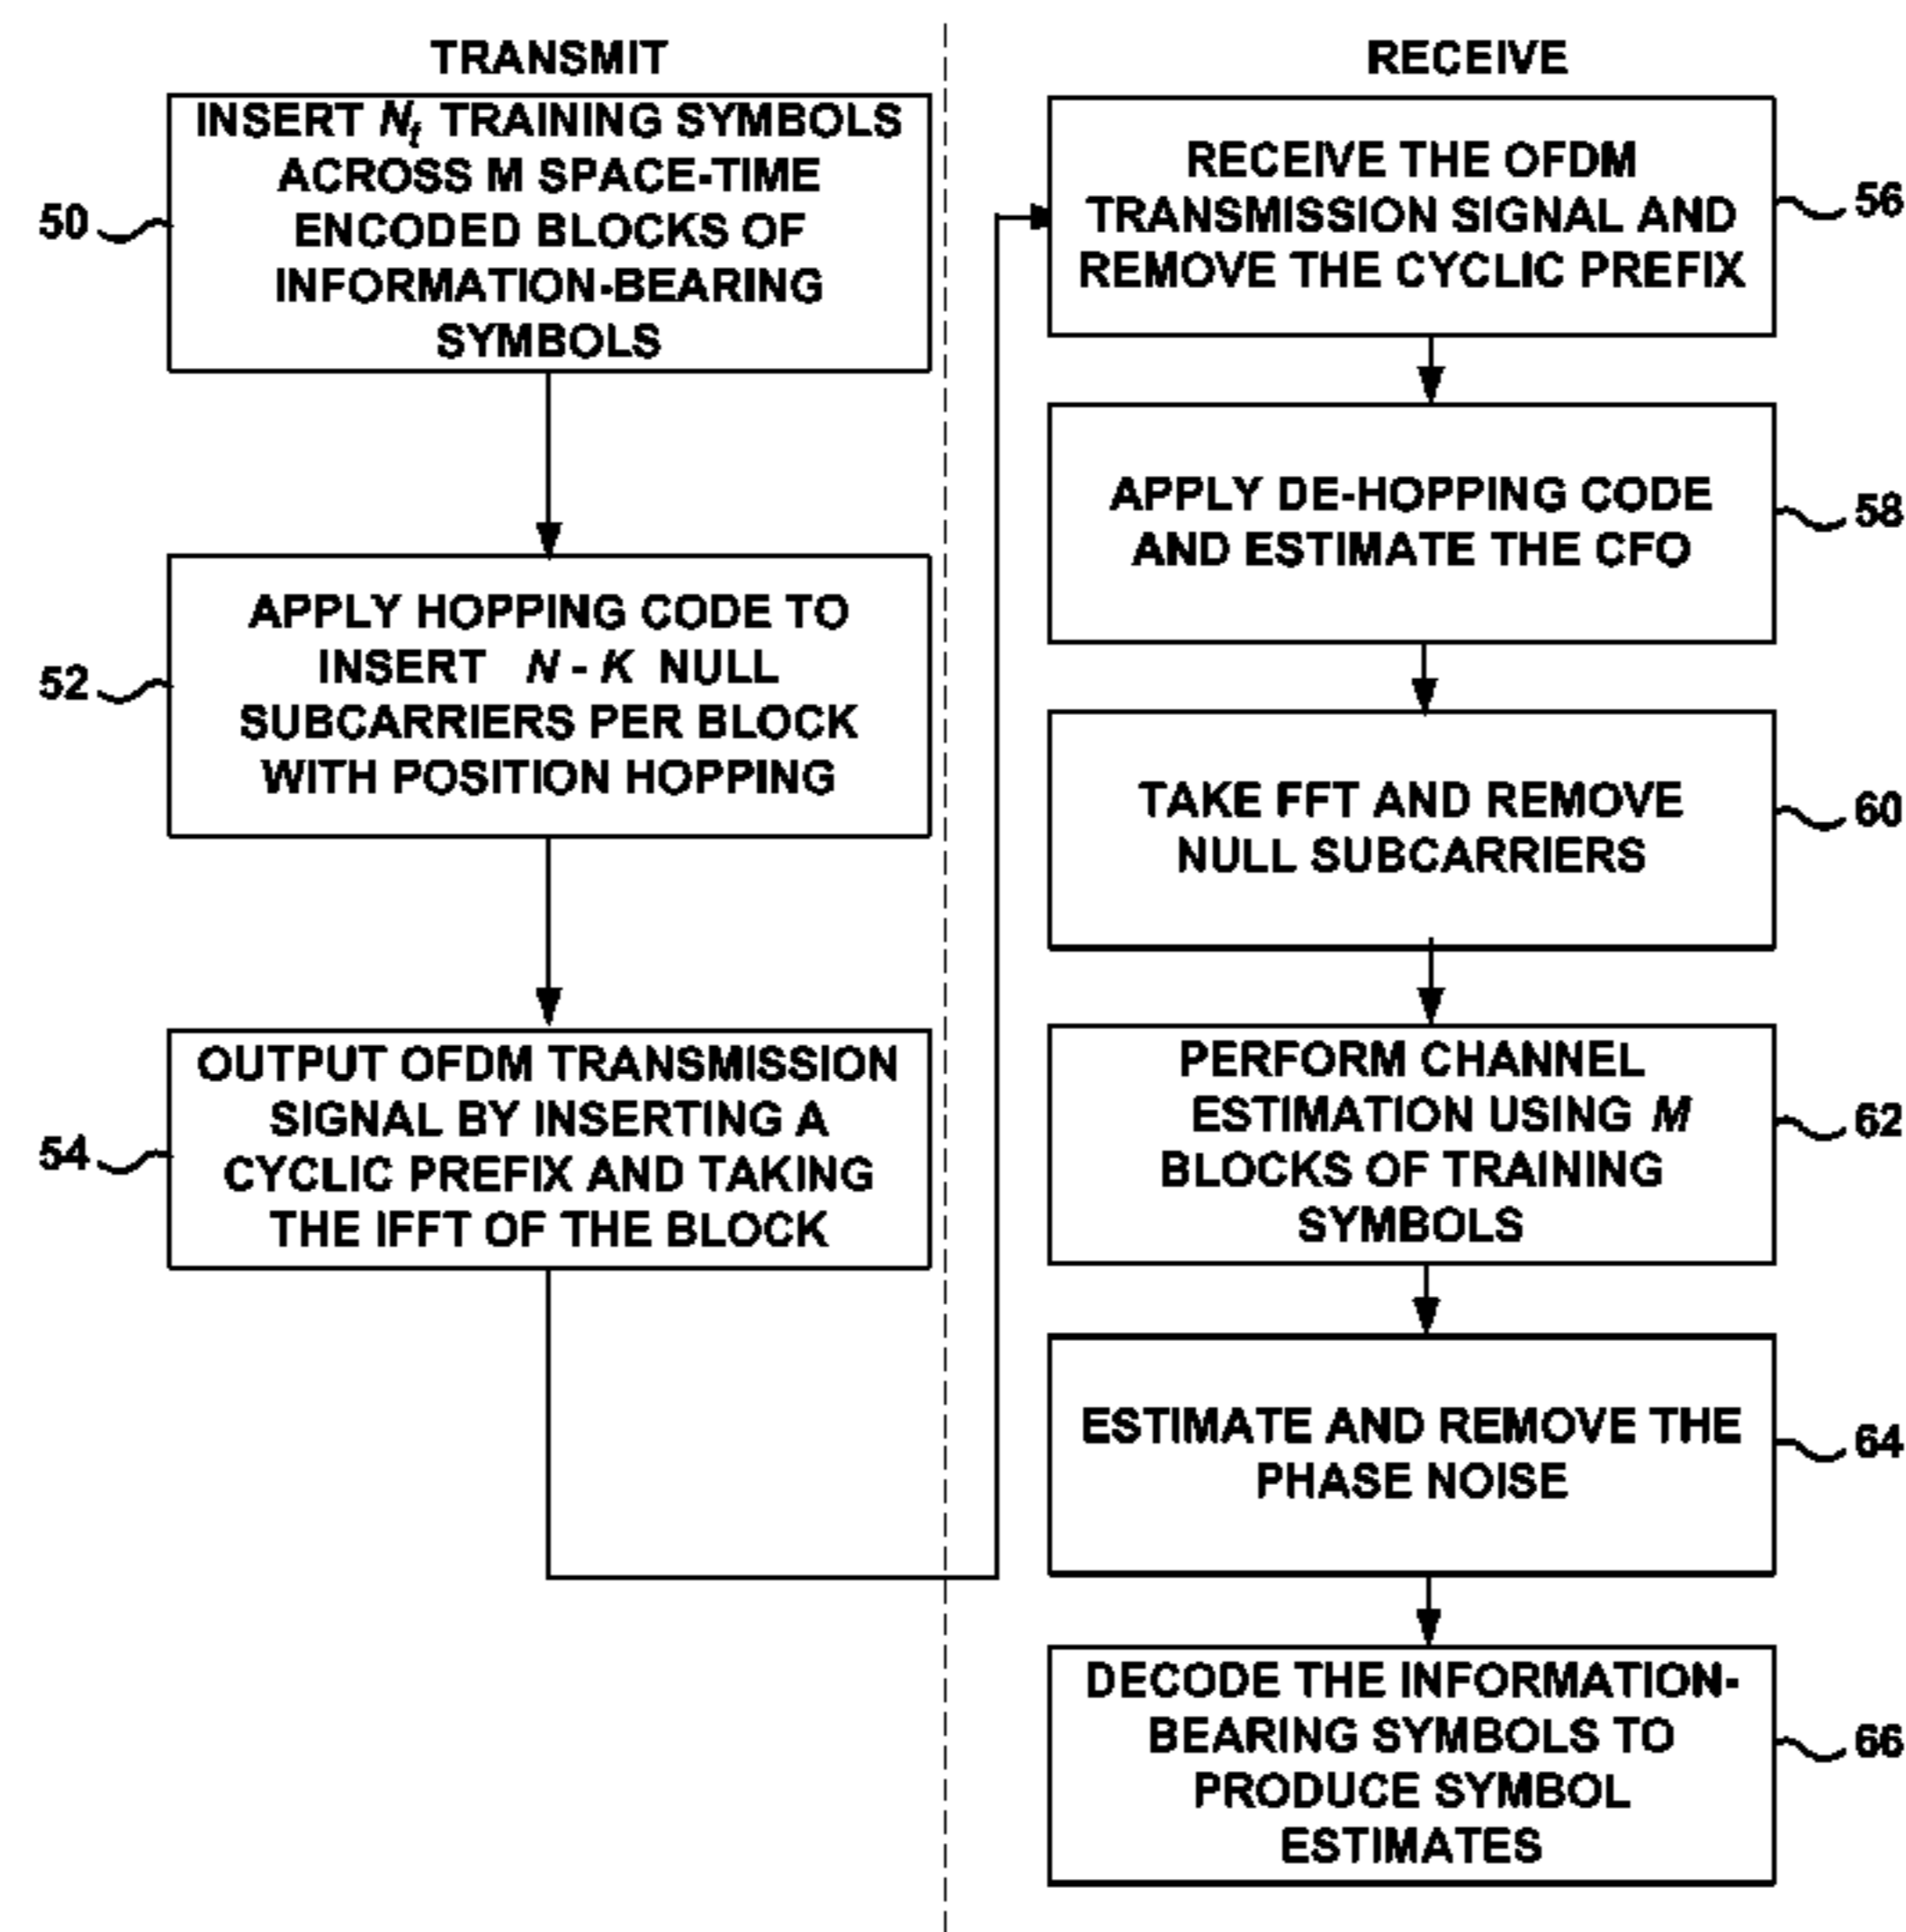 TRANSMIT
INSERT Nt TRAINING SYMBOLS
ACROSS M SPACE-TIME
ENCODED BLOCKS OF
INFORMATION-BEARING
SYMBOLS
50
APPLY HOPPING CODE TO
INSERT N - K NULL
SUBCARRIERS PER BLOCK
WITH POSITION HOPPING
52
OUTPUT OFDM TRANSMISSION
SIGNAL BY INSERTING A
CYCLIC PREFIX AND TAKING
THE IFFT OF THE BLOCK
54
RECEIVE
RECEIVE THE OFDM
TRANSMISSION SIGNAL AND
REMOVE THE CYCLIC PREFIX
56
APPLY DE-HOPPING CODE
AND ESTIMATE THE CFO
58
TAKE FFT AND REMOVE
NULL SUBCARRIERS
60
PERFORM CHANNEL
ESTIMATION USING M
BLOCKS OF TRAINING
SYMBOLS
62
ESTIMATE AND REMOVE THE
PHASE NOISE
64
DECODE THE INFORMATION-
BEARING SYMBOLS TO
PRODUCE SYMBOL
ESTIMATES
66